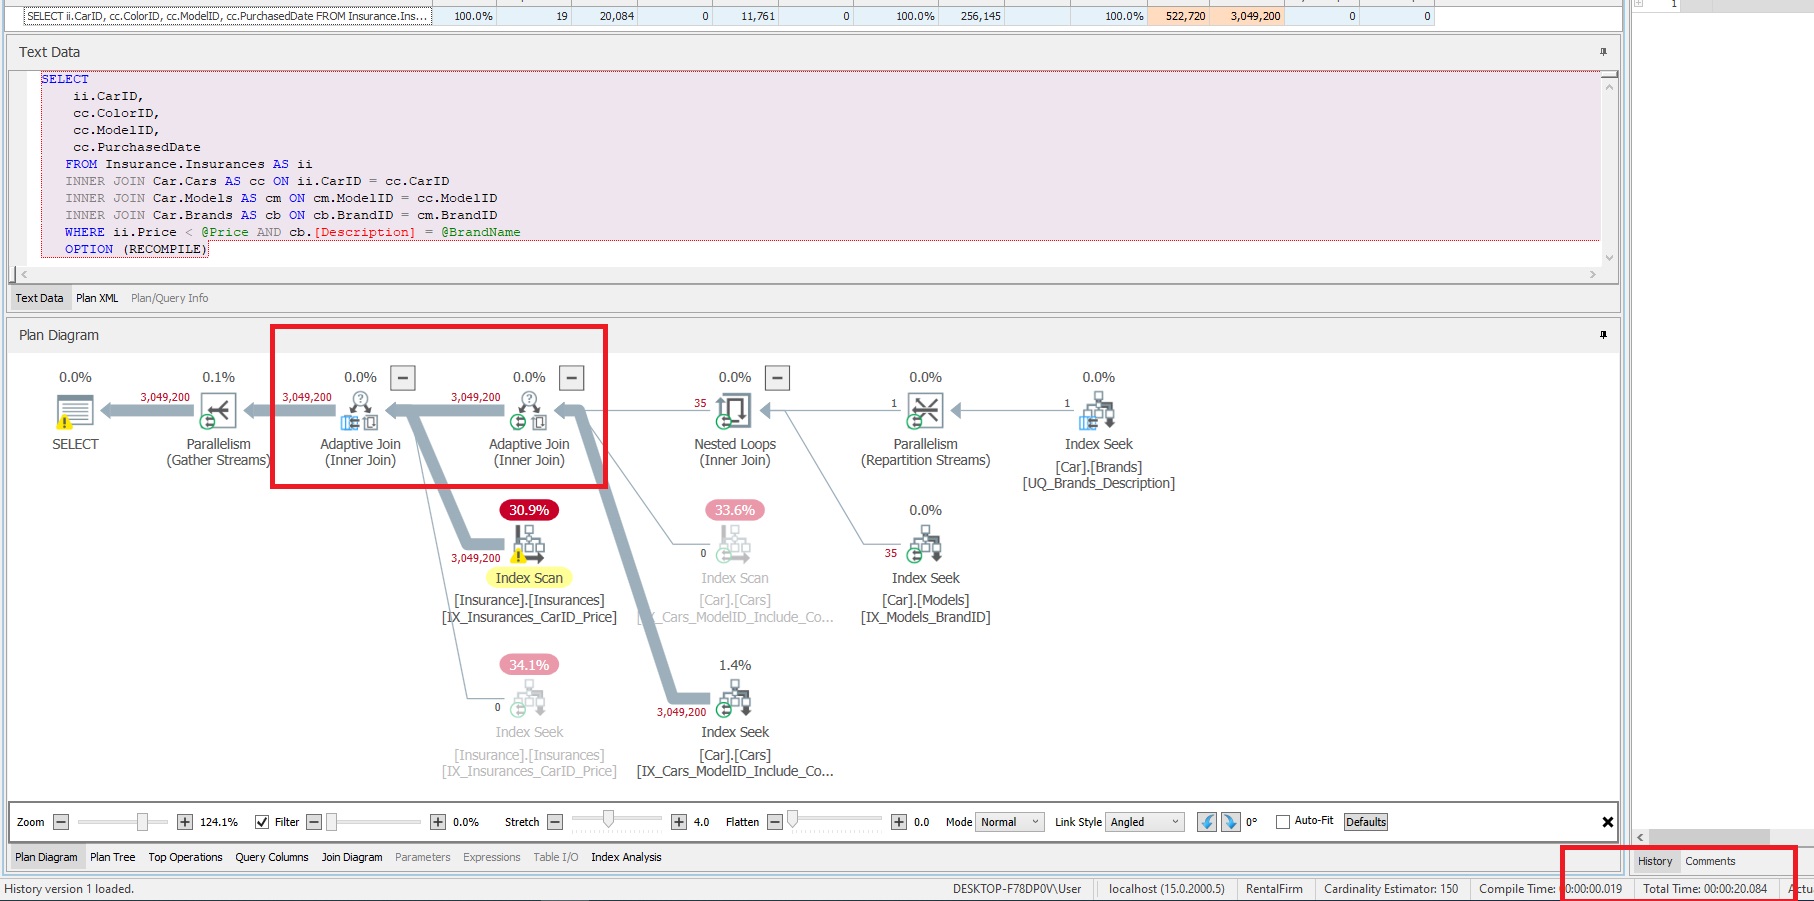 SELECT ii.CarID, cc.ColorID, cc.ModelID, cc.PurchasedDate FROM Insurance.Ins... 100.0% 19 20,084 0 11,761 0 100.0% 256,145 100.0% 522,720 3,049,200 0 0
1
Text Data
SELECT
ii.CarID,
cc.ColorID,
cc.ModelID,
cc.PurchasedDate
FROM Insurance.Insurances AS ii
INNER JOIN Car.Cars AS cc ON ii.CarID = cc.CarID
INNER JOIN Car.Models AS cm ON cm.ModelID = cc.ModelID
INNER JOIN Car.Brands AS cb ON cb.BrandID = cm.BrandID
WHERE ii.Price < @Price AND cb.[Description] = @BrandName
OPTION (RECOMPILE)
Text Data Plan XML Plan/Query Info
Plan Diagram
0.0% 0.1% 0.0% 0.0% 0.0% 0.0% 0.0%
3,049,200 3,049,200 3,049,200 35 1 1
SELECT Parallelism Adaptive Join Adaptive Join Nested Loops Parallelism Index Seek
(Gather Streams) (Inner Join) (Inner Join) (Inner Join) (Repartition Streams) [Car].[Brands]
[UQ_Brands_Description]
30.9% 33.6% 0.0%
3,049,200 0 35
Index Scan Index Scan Index Seek
[Insurance].[Insurances] [Car].[Cars] [Car].[Models]
[IX_Insurances_CarID_Price] [IX_Cars_ModelID_Include_Co... [IX_Models_BrandID]
34.1% 1.4%
0 3,049,200
Index Seek Index Seek
[Insurance].[Insurances] [Car].[Cars]
[IX_Insurances_CarID_Price] [IX_Cars_ModelID_Include_Co...
Zoom 124.1% Filter 0.0% Stretch 4.0 Flatten 0.0 Mode Normal Link Style Angled 0° Auto-Fit Defaults
Plan Diagram Plan Tree Top Operations Query Columns Join Diagram Parameters Expressions Table I/O Index Analysis
History Comments
History version 1 loaded. DESKTOP-F78DP0V\User localhost (15.0.2000.5) RentalFirm Cardinality Estimator: 150 Compile Time: 00:00:00.019 Total Time: 00:00:20.084